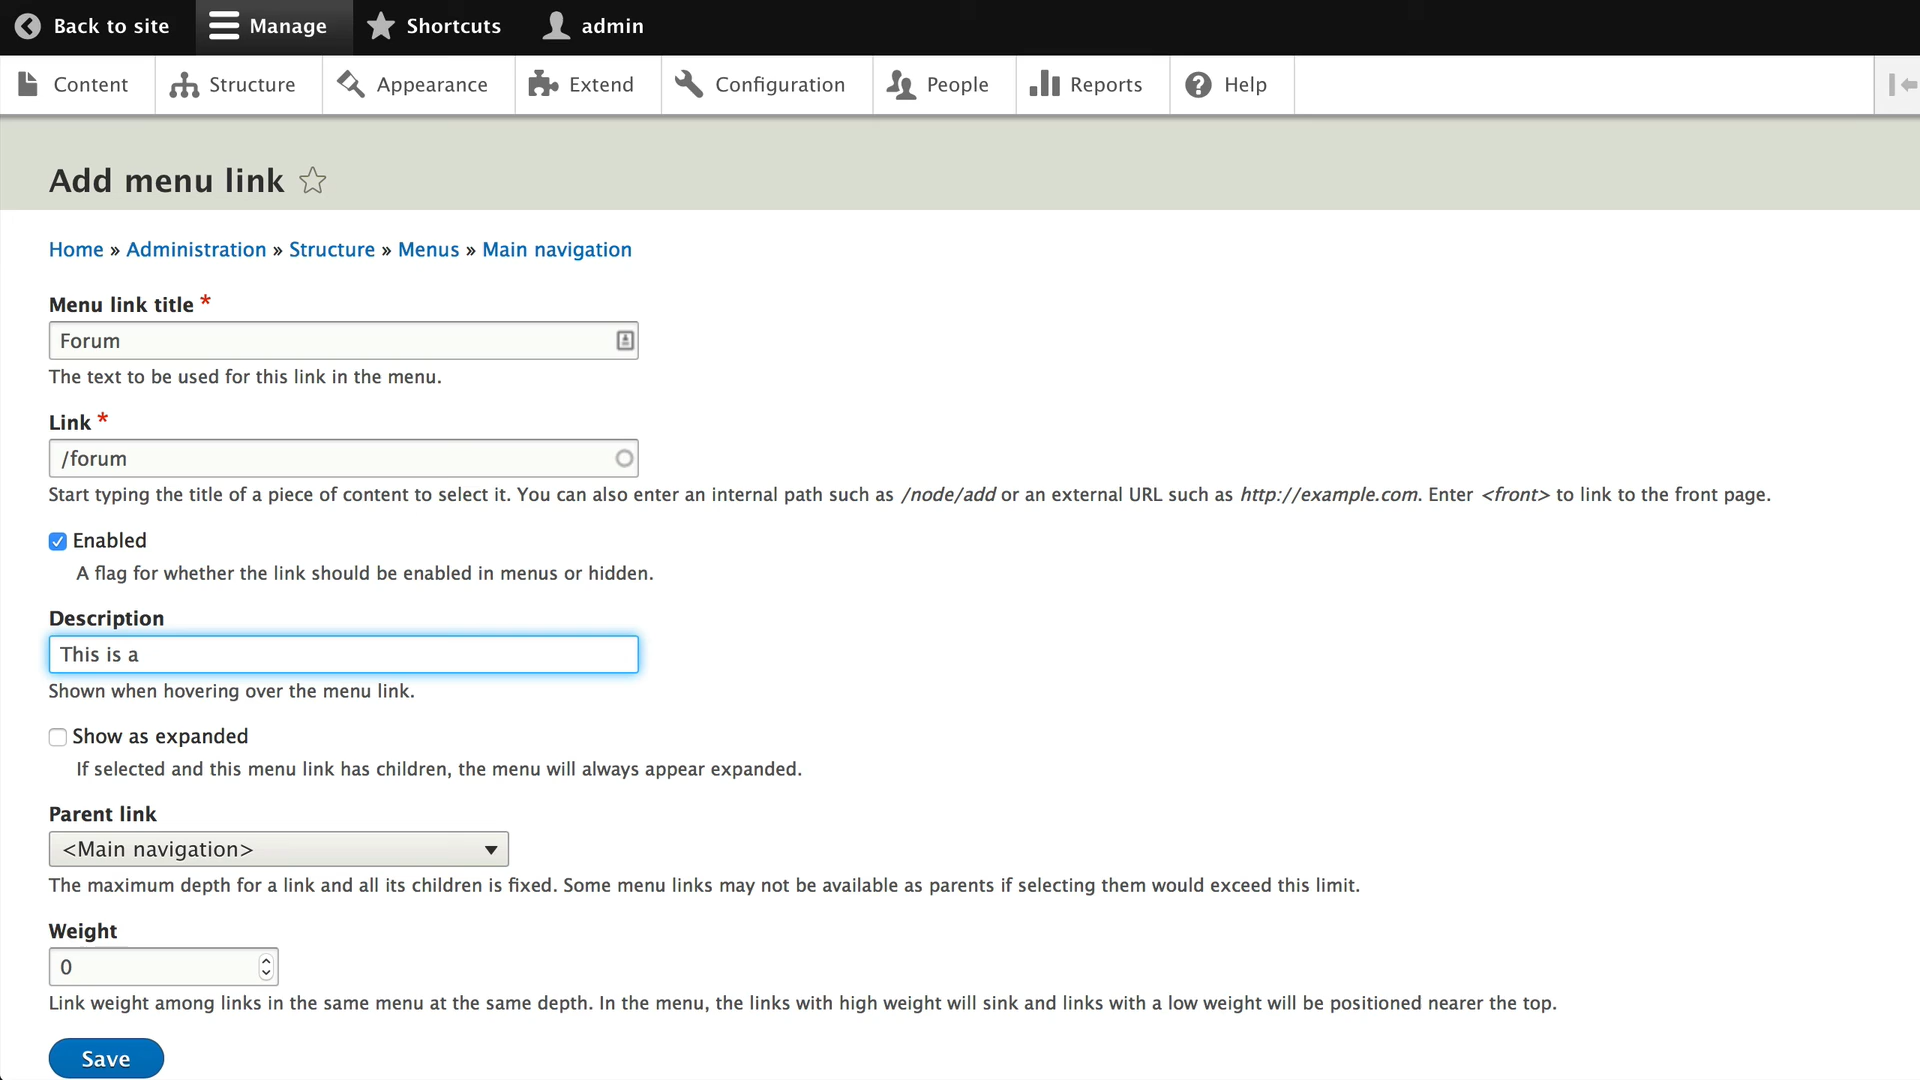 Back to site Manage Shortcuts admin
Content Structure Appearance Extend Configuration People Reports Help
Add menu link
Home » Administration » Structure » Menus » Main navigation
Menu link title *
Forum
The text to be used for this link in the menu.
Link *
/forum
Start typing the title of a piece of content to select it. You can also enter an internal path such as /node/add or an external URL such as http://example.com. Enter <front> to link to the front page.
Enabled
A flag for whether the link should be enabled in menus or hidden.
Description
This is a
Shown when hovering over the menu link.
Show as expanded
If selected and this menu link has children, the menu will always appear expanded.
Parent link
<Main navigation>
The maximum depth for a link and all its children is fixed. Some menu links may not be available as parents if selecting them would exceed this limit.
Weight
0
Link weight among links in the same menu at the same depth. In the menu, the links with high weight will sink and links with a low weight will be positioned nearer the top.
Save